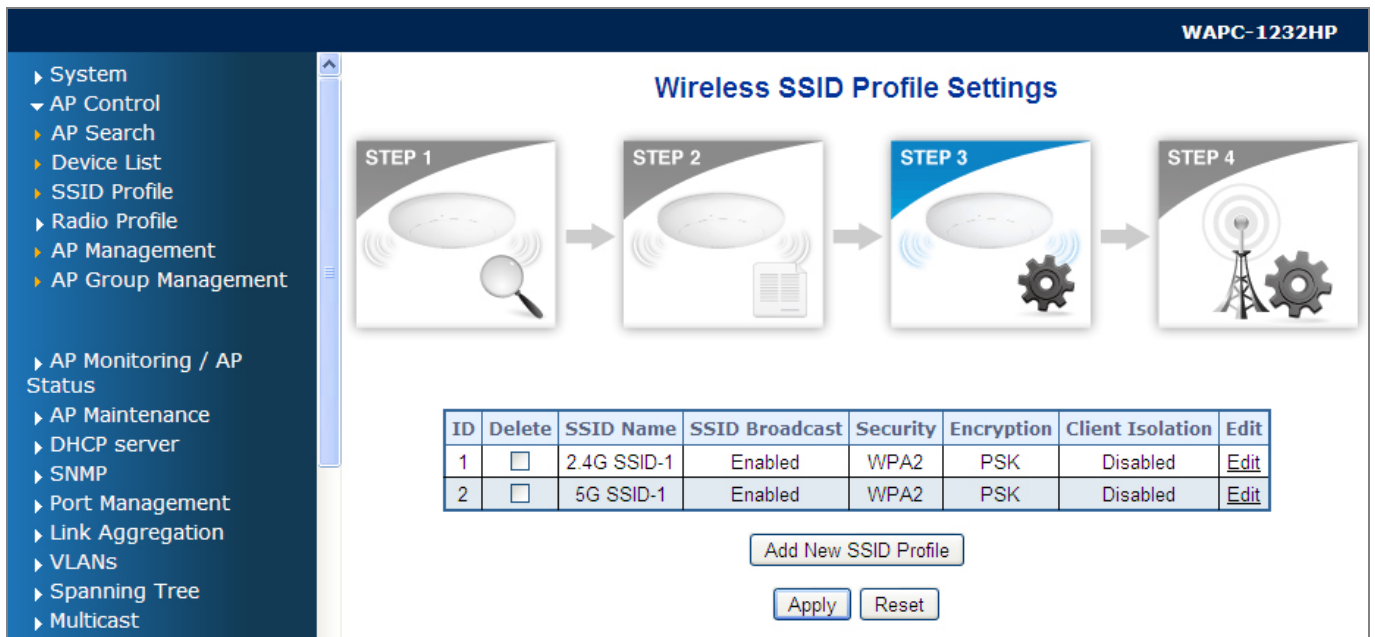 WAPC-1232HP
System
AP Control
AP Search
Device List
SSID Profile
Radio Profile
AP Management
AP Group Management
AP Monitoring / AP
Status
AP Maintenance
DHCP server
SNMP
Port Management
Link Aggregation
VLANs
Spanning Tree
Multicast
Wireless SSID Profile Settings
STEP 1 STEP 2 STEP 3 STEP 4
ID Delete SSID Name SSID Broadcast Security Encryption Client Isolation Edit
1 2.4G SSID-1 Enabled WPA2 PSK Disabled Edit
2 5G SSID-1 Enabled WPA2 PSK Disabled Edit
Add New SSID Profile
Apply Reset